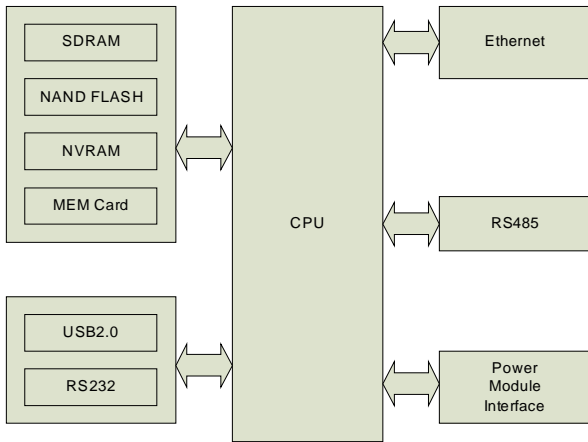 SDRAM
NAND FLASH
NVRAM
MEM Card
USB2.0
RS232
CPU
Ethernet
RS485
Power
Module
Interface